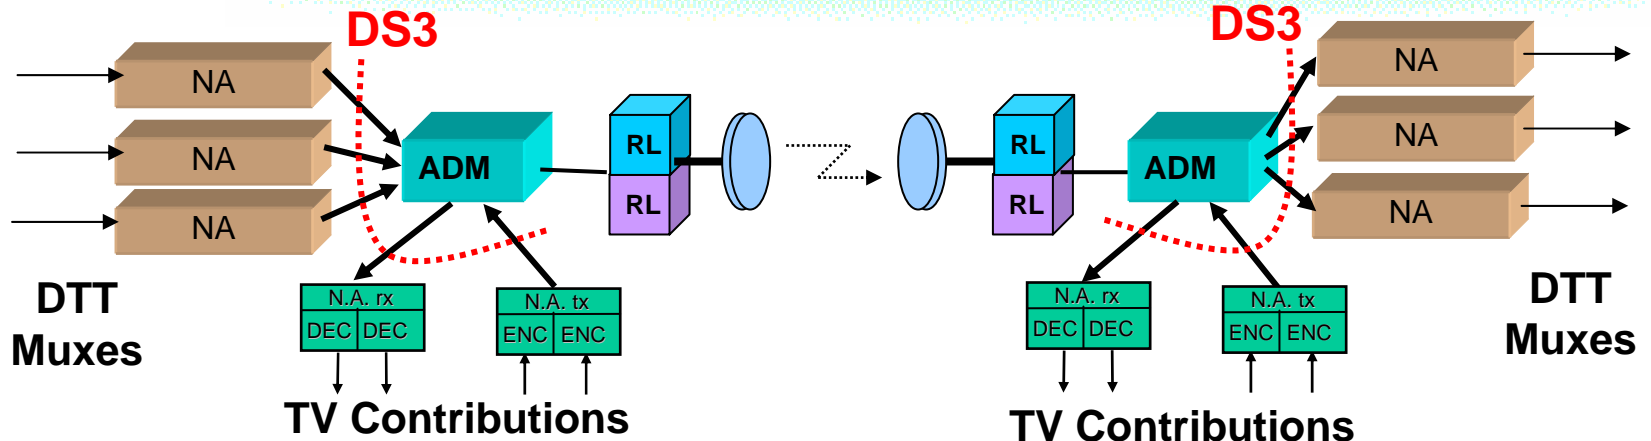 DS3
DS3
NA
NA
NA
ADM
RL
RL
RL
RL
ADM
NA
NA
NA
DTT
Muxes
N.A. rx
DEC DEC
N.A. tx
ENC ENC
TV Contributions
N.A. rx
DEC DEC
N.A. tx
ENC ENC
TV Contributions
DTT
Muxes